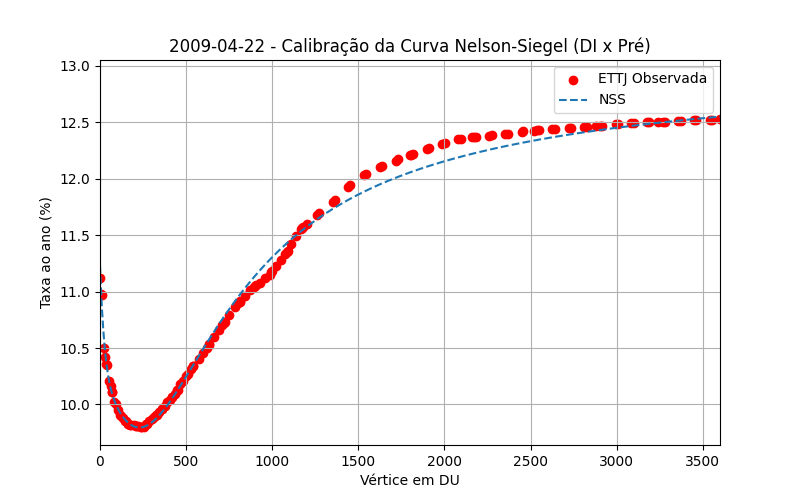 2009-04-22 - Calibração da Curva Nelson-Siegel (DI x Pré)
ETTJ Observada
NSS
Taxa ao ano (%)
13.0
12.5
12.0
11.5
11.0
10.5
10.0
0 500 1000 1500 2000 2500 3000 3500
Vértice em DU